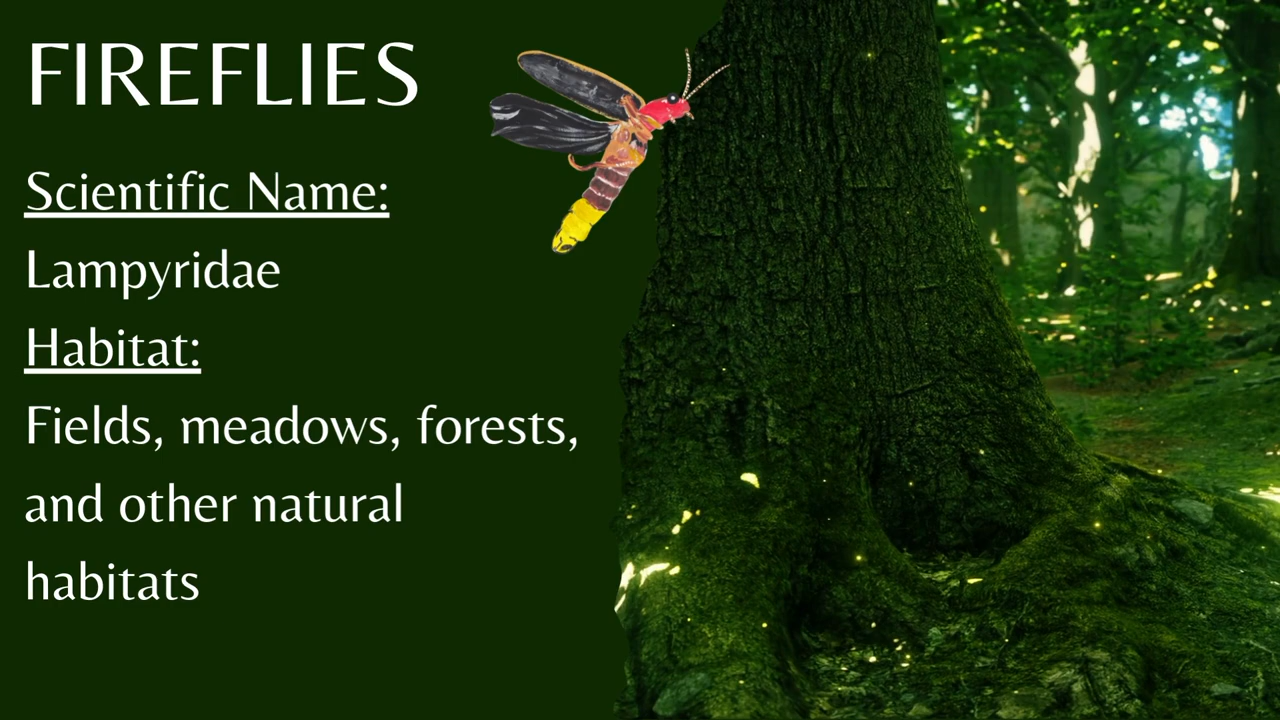 FIREFLIES
Scientific Name:
Lampyridae
Habitat:
Fields, meadows, forests,
and other natural
habitats